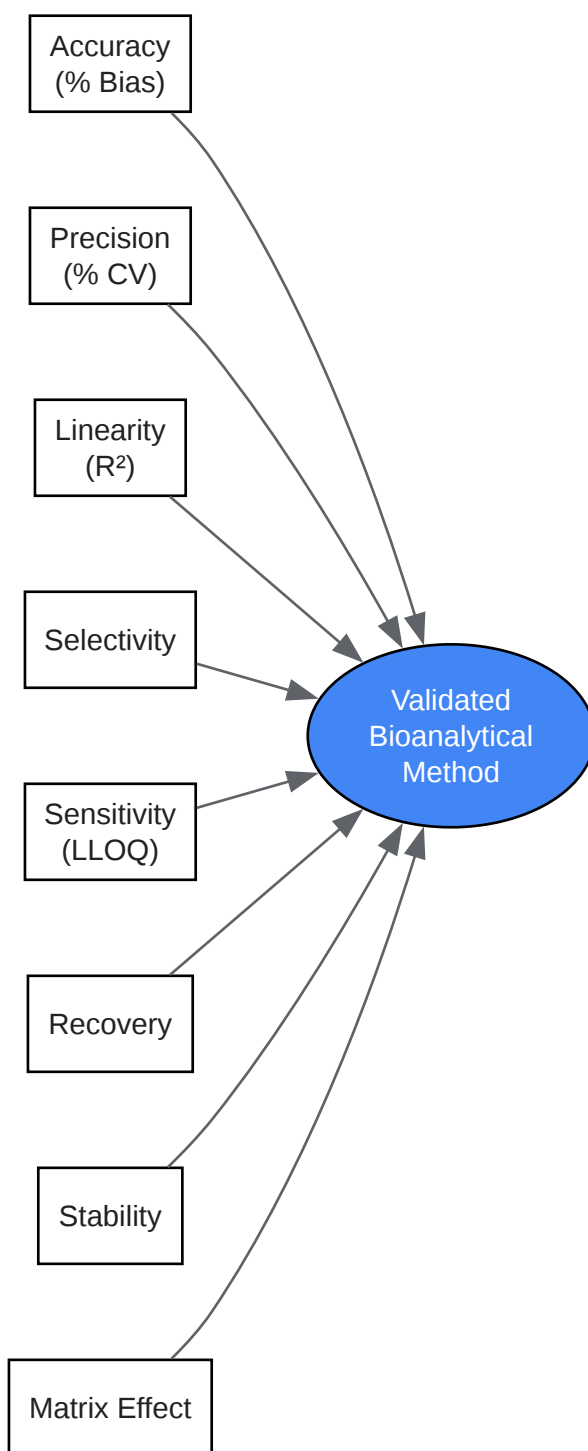 Accuracy
(% Bias)
Precision
(% CV)
Linearity
(R²)
Selectivity
Validated
Bioanalytical
Method
Sensitivity
(LLOQ)
Recovery
Stability
Matrix Effect